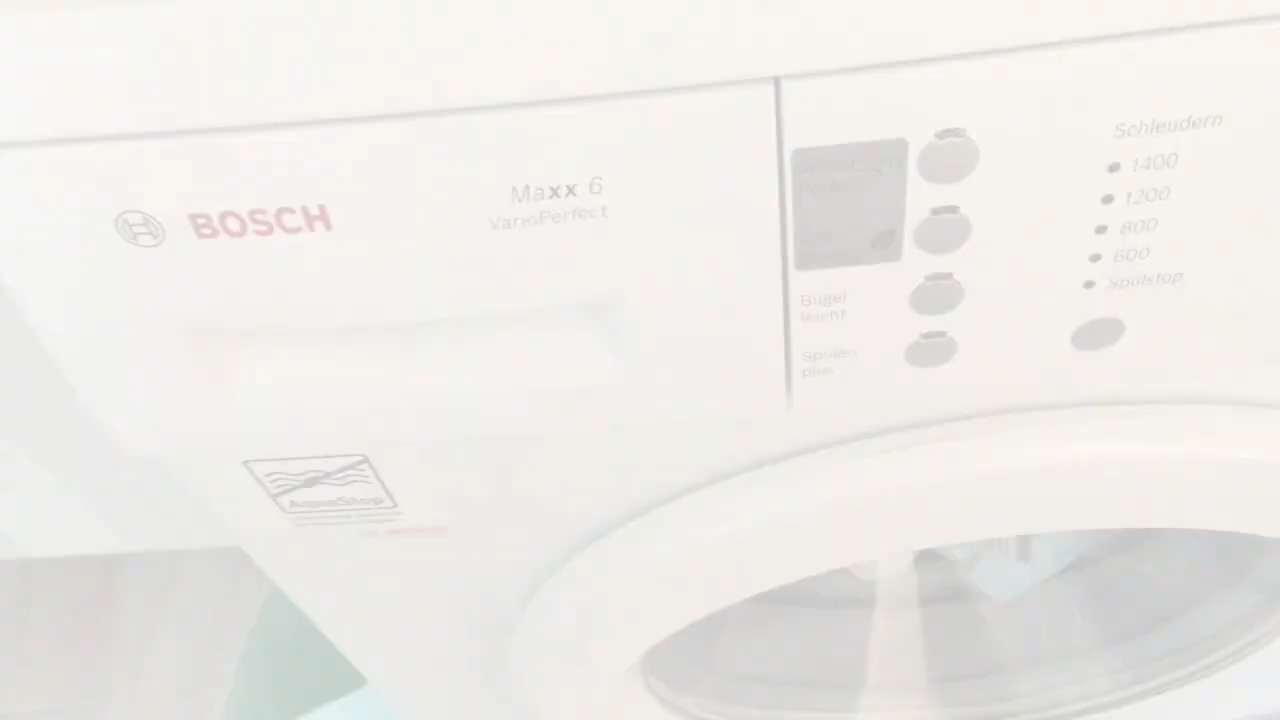 BOSCH
Maxx 6
VarioPerfect
Bügel
leicht
Spülen
plus
Schleudern
1400
1200
800
600
Spülstop
AquaStop